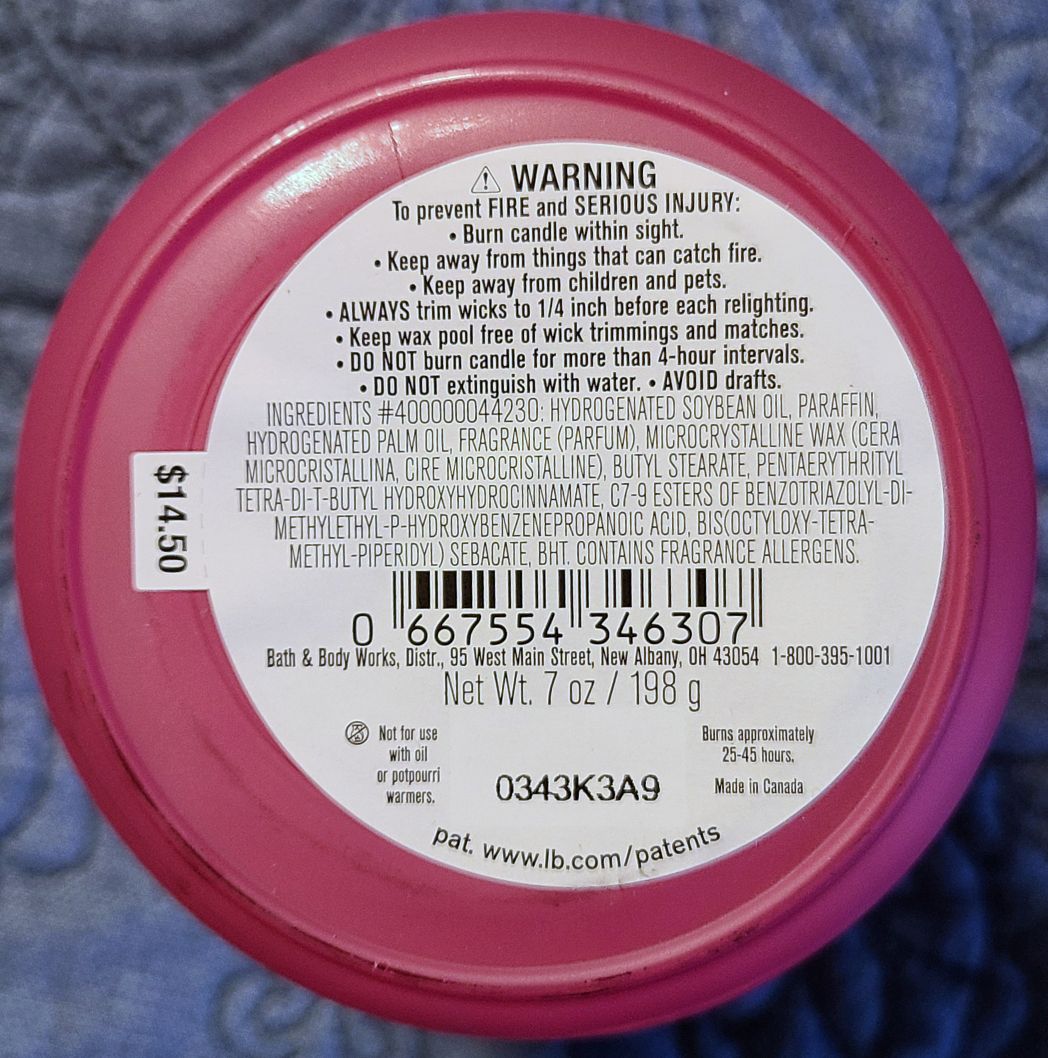 WARNING
To prevent FIRE and SERIOUS INJURY:
• Burn candle within sight.
• Keep away from things that can catch fire.
• Keep away from children and pets.
• ALWAYS trim wicks to 1/4 inch before each relighting.
• Keep wax pool free of wick trimmings and matches.
• DO NOT burn candle for more than 4-hour intervals.
• DO NOT extinguish with water. • AVOID drafts.
INGREDIENTS #400000044230: HYDROGENATED SOYBEAN OIL, PARAFFIN,
HYDROGENATED PALM OIL, FRAGRANCE (PARFUM), MICROCRYSTALLINE WAX (CERA
MICROCRISTALLINA, CIRE MICROCRISTALLINE), BUTYL STEARATE, PENTAERYTHRITYL
TETRA-DI-T-BUTYL HYDROXYHYDROCINNAMATE, C7-9 ESTERS OF BENZOTRIAZOLYL-DI-
METHYLETHYL-P-HYDROXYBENZENEPROPANOIC ACID, BIS(OCTYLOXY-TETRA-
METHYL-PIPERIDYL) SEBACATE, BHT. CONTAINS FRAGRANCE ALLERGENS.
$14.50
0 667554 346307
Bath & Body Works, Distr., 95 West Main Street, New Albany, OH 43054 1-800-395-1001
Net Wt. 7 oz / 198 g
Not for use
with oil
or potpourri
warmers.
Burns approximately
25-45 hours.
Made in Canada
0343K3A9
pat. www.lb.com/patents